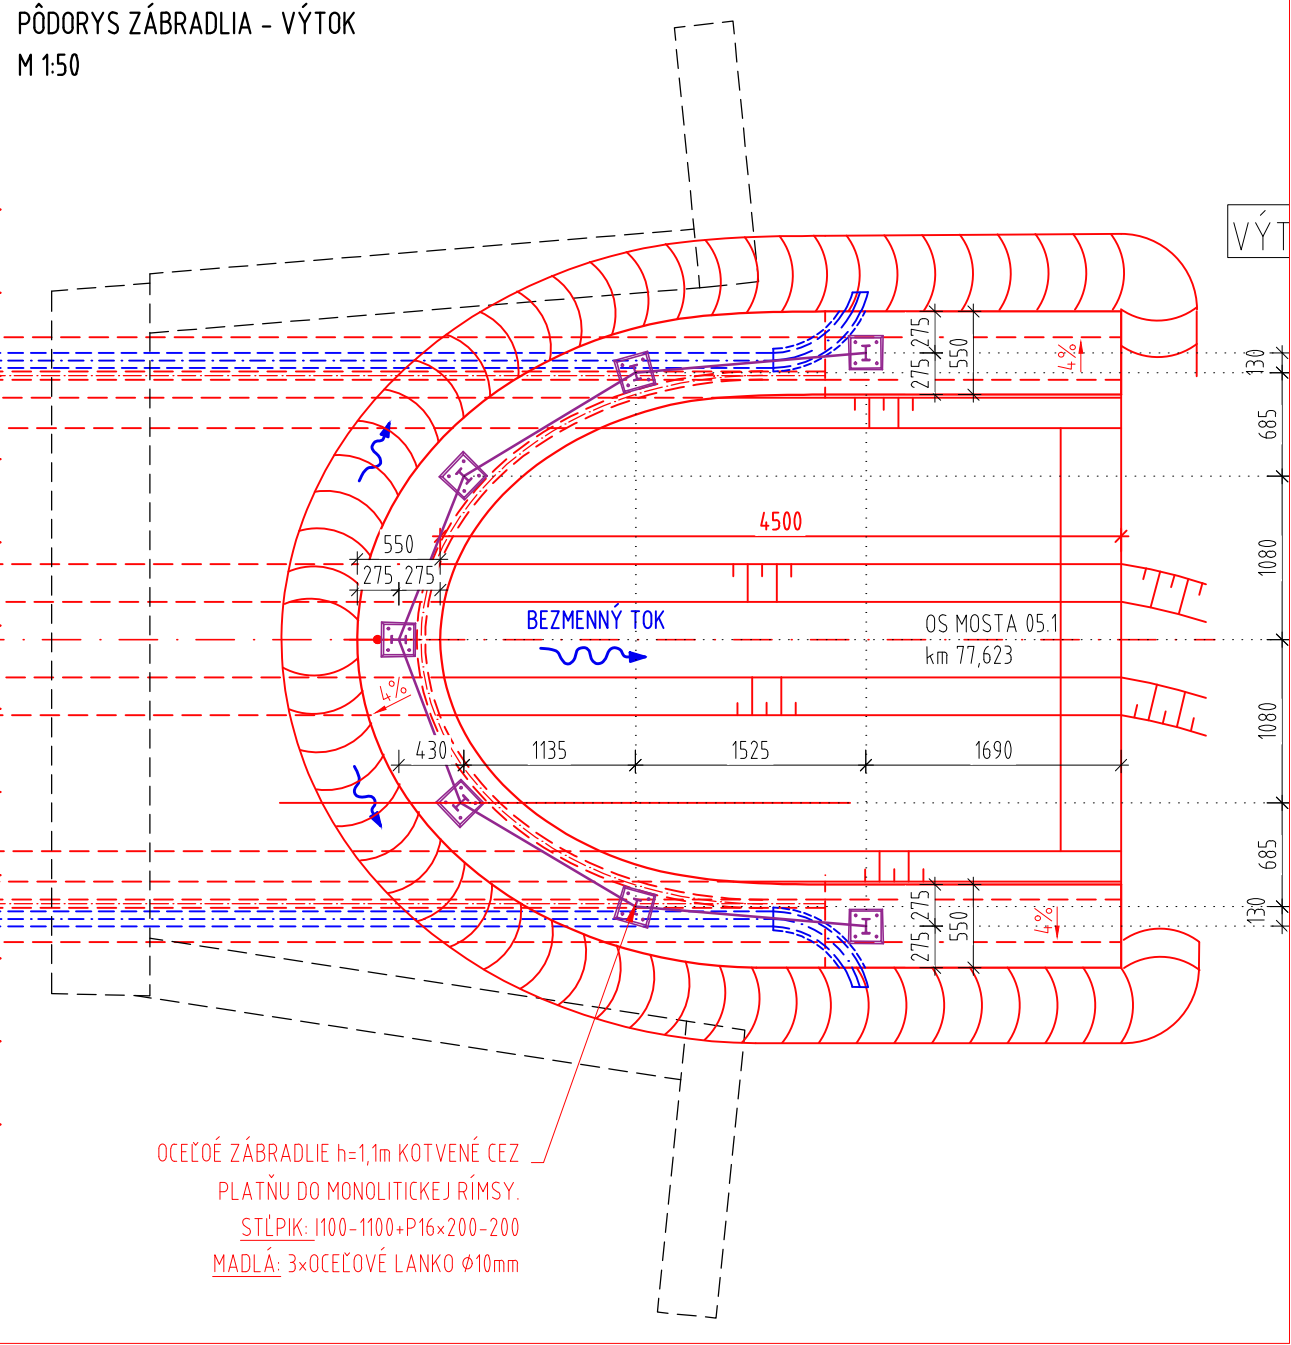 PÔDORYS ZÁBRADLIA - VÝTOK
M 1:50
VÝT
275
275
550
4%
130
685
4500
550
275 275
1080
BEZMENNÝ TOK
OS MOSTA 05.1
km 77,623
4%
430
1135
1525
1690
1080
685
275
275
550
4%
130
OCEĽOÉ ZÁBRADLIE h=1,1m KOTVENÉ CEZ
PLATŇU DO MONOLITICKEJ RÍMSY.
STĹPIK: I100-1100+P16×200-200
MADLÁ: 3×OCEĽOVÉ LANKO Ø10mm